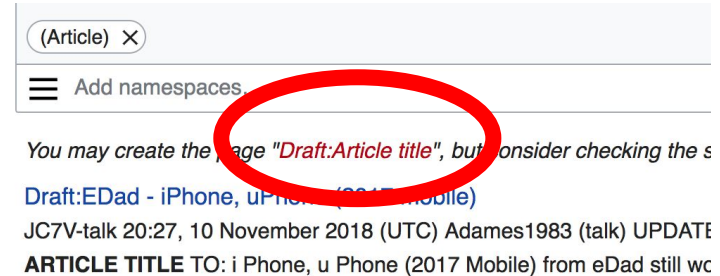 (Article) ×
Add namespaces.
You may create the page "Draft:Article title", but consider checking the s
Draft:EDad - iPhone, uPhone (2017 Mobile)
JC7V-talk 20:27, 10 November 2018 (UTC) Adames1983 (talk) UPDATE
ARTICLE TITLE TO: i Phone, u Phone (2017 Mobile) from eDad still wo